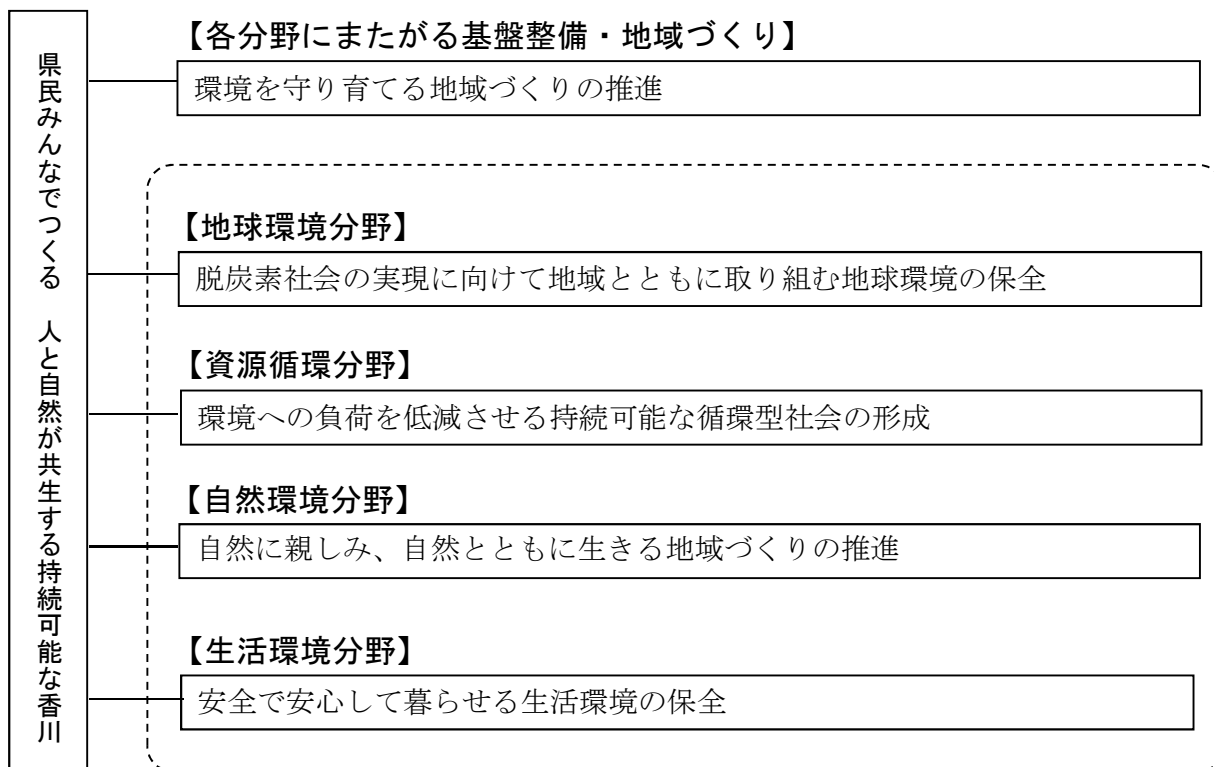 県民みんなでつくる　人と自然が共生する持続可能な香川
【各分野にまたがる基盤整備・地域づくり】
環境を守り育てる地域づくりの推進
【地球環境分野】
脱炭素社会の実現に向けて地域とともに取り組む地球環境の保全
【資源循環分野】
環境への負荷を低減させる持続可能な循環型社会の形成
【自然環境分野】
自然に親しみ、自然とともに生きる地域づくりの推進
【生活環境分野】
安全で安心して暮らせる生活環境の保全